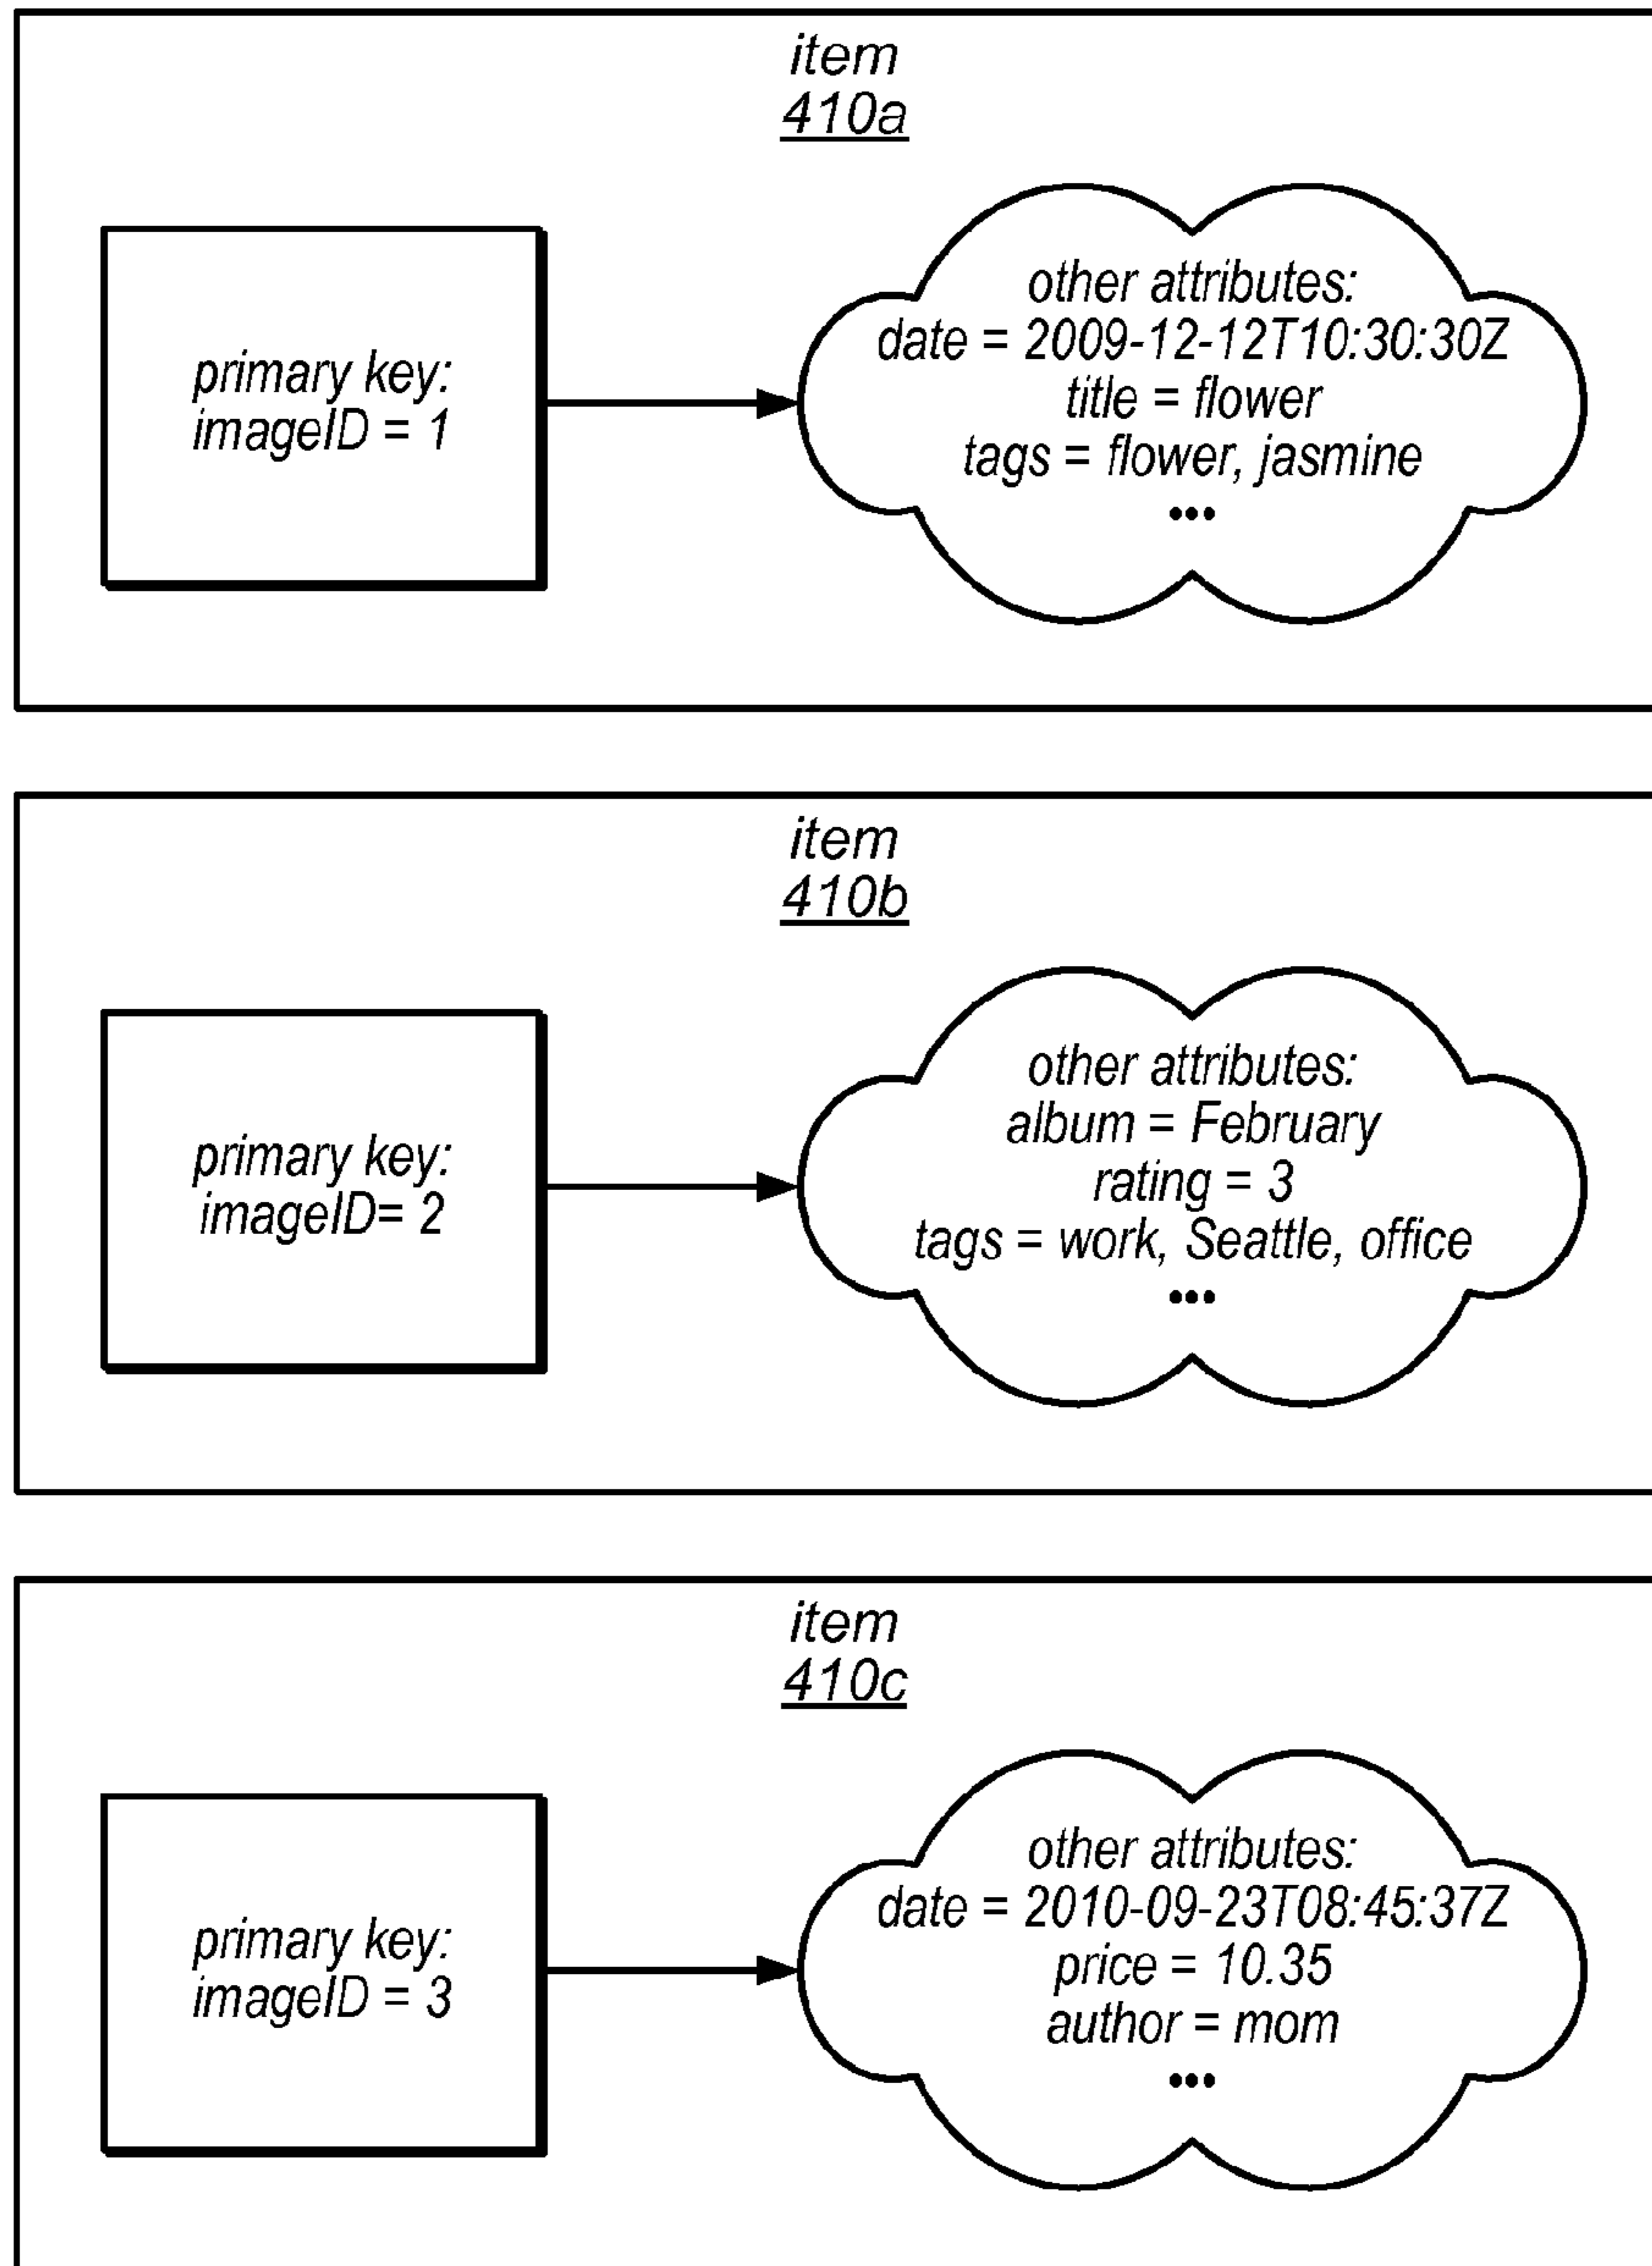 item
410a
primary key:
imageID = 1
other attributes:
date = 2009-12-12T10:30:30Z
title = flower
tags = flower, jasmine
...
item
410b
primary key:
imageID= 2
other attributes:
album = February
rating = 3
tags = work, Seattle, office
...
item
410c
primary key:
imageID = 3
other attributes:
date = 2010-09-23T08:45:37Z
price = 10.35
author = mom
...